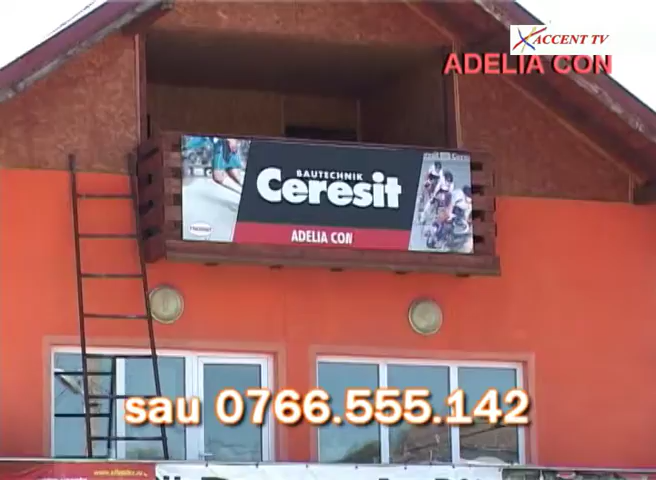 ACCENT TV
ADELIA CON
BAUTECHNIK
Ceresit
ADELIA CON
sau 0766.555.142